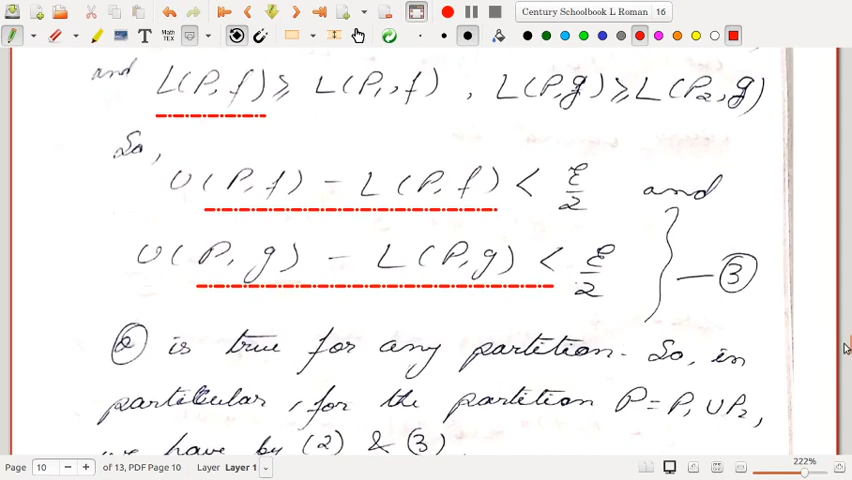 Century Schoolbook L Roman 16
T Math TEX
and L(P, f) ≥ L(P₁, f) , L(P, g) ≥ L(P₂, g)
So,
U(P, f) - L(P, f) < ε/2 and
U(P, g) - L(P, g) < ε/2 } - ③
② is true for any partition. So, in
particular, for the partition P = P₁ ∪ P₂,
we have by (2) & (3)
Page 10 of 13, PDF Page 10 Layer Layer 1 222%